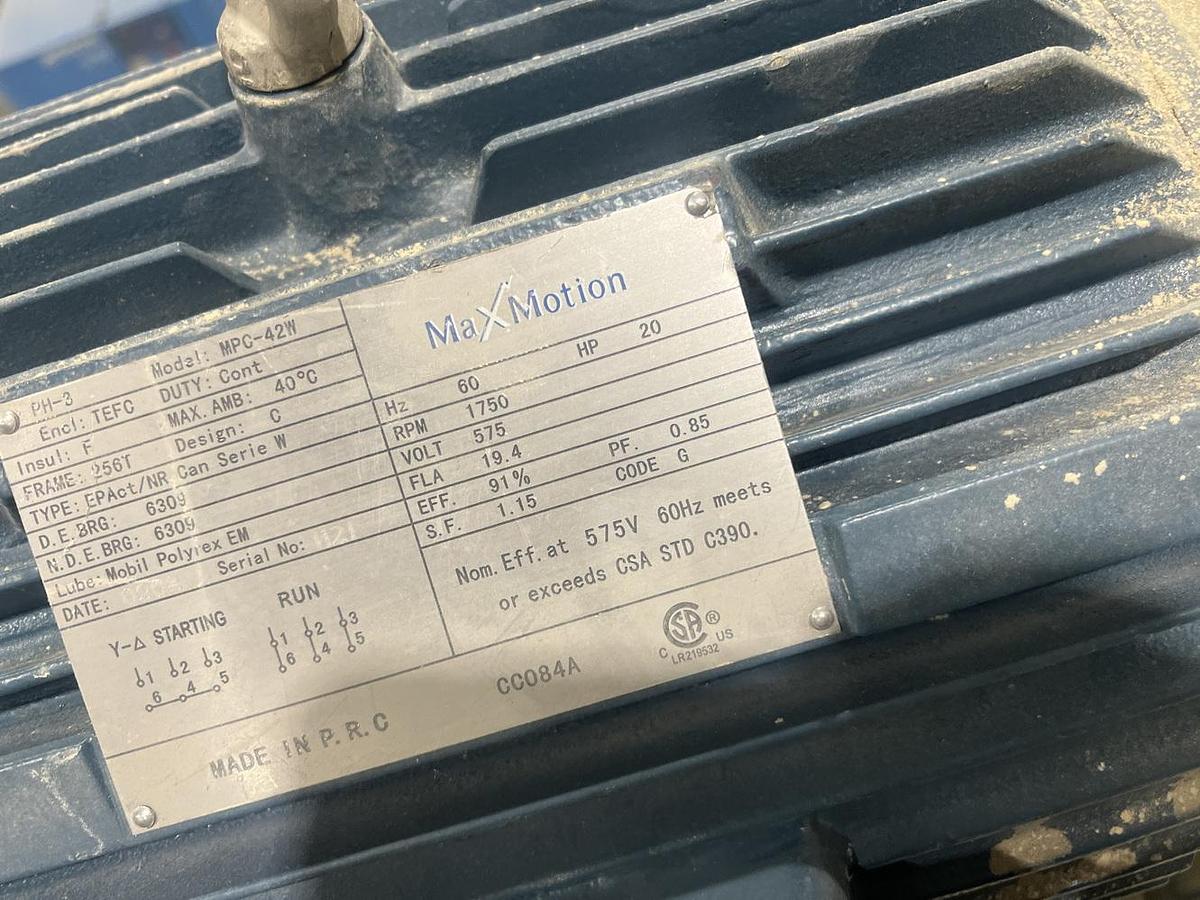 MaXMotion
PH-3 Model: MPC-42W
Encl: TEFC DUTY: Cont
Insul: F MAX. AMB: 40°C
FRAME: 256T Design: C
TYPE: EPAct/NR Can Serie W
D.E.BRG: 6309
N.D.E.BRG: 6309
Lube: Mobil Polyrex EM
DATE: Serial No:
Hz 60 HP 20
RPM 1750
VOLT 575
FLA 19.4
EFF. 91% PF. 0.85
S.F. 1.15 CODE G
Nom. Eff. at 575V 60Hz meets
or exceeds CSA STD C390.
Y-Δ STARTING RUN
1 2 3
6 4 5
1 2 3
6 4 5
CC084A
C SA ® US
LR219532
MADE IN P.R.C